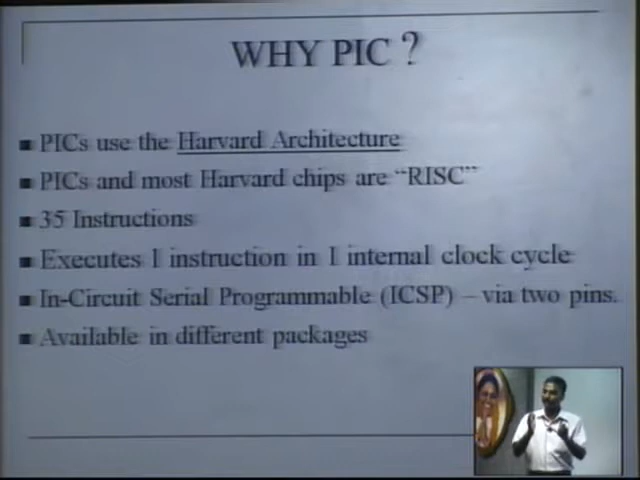 WHY PIC ?
PICs use the Harvard Architecture
PICs and most Harvard chips are “RISC”
35 Instructions
Executes 1 instruction in 1 internal clock cycle
In-Circuit Serial Programmable (ICSP) – via two pins.
Available in different packages